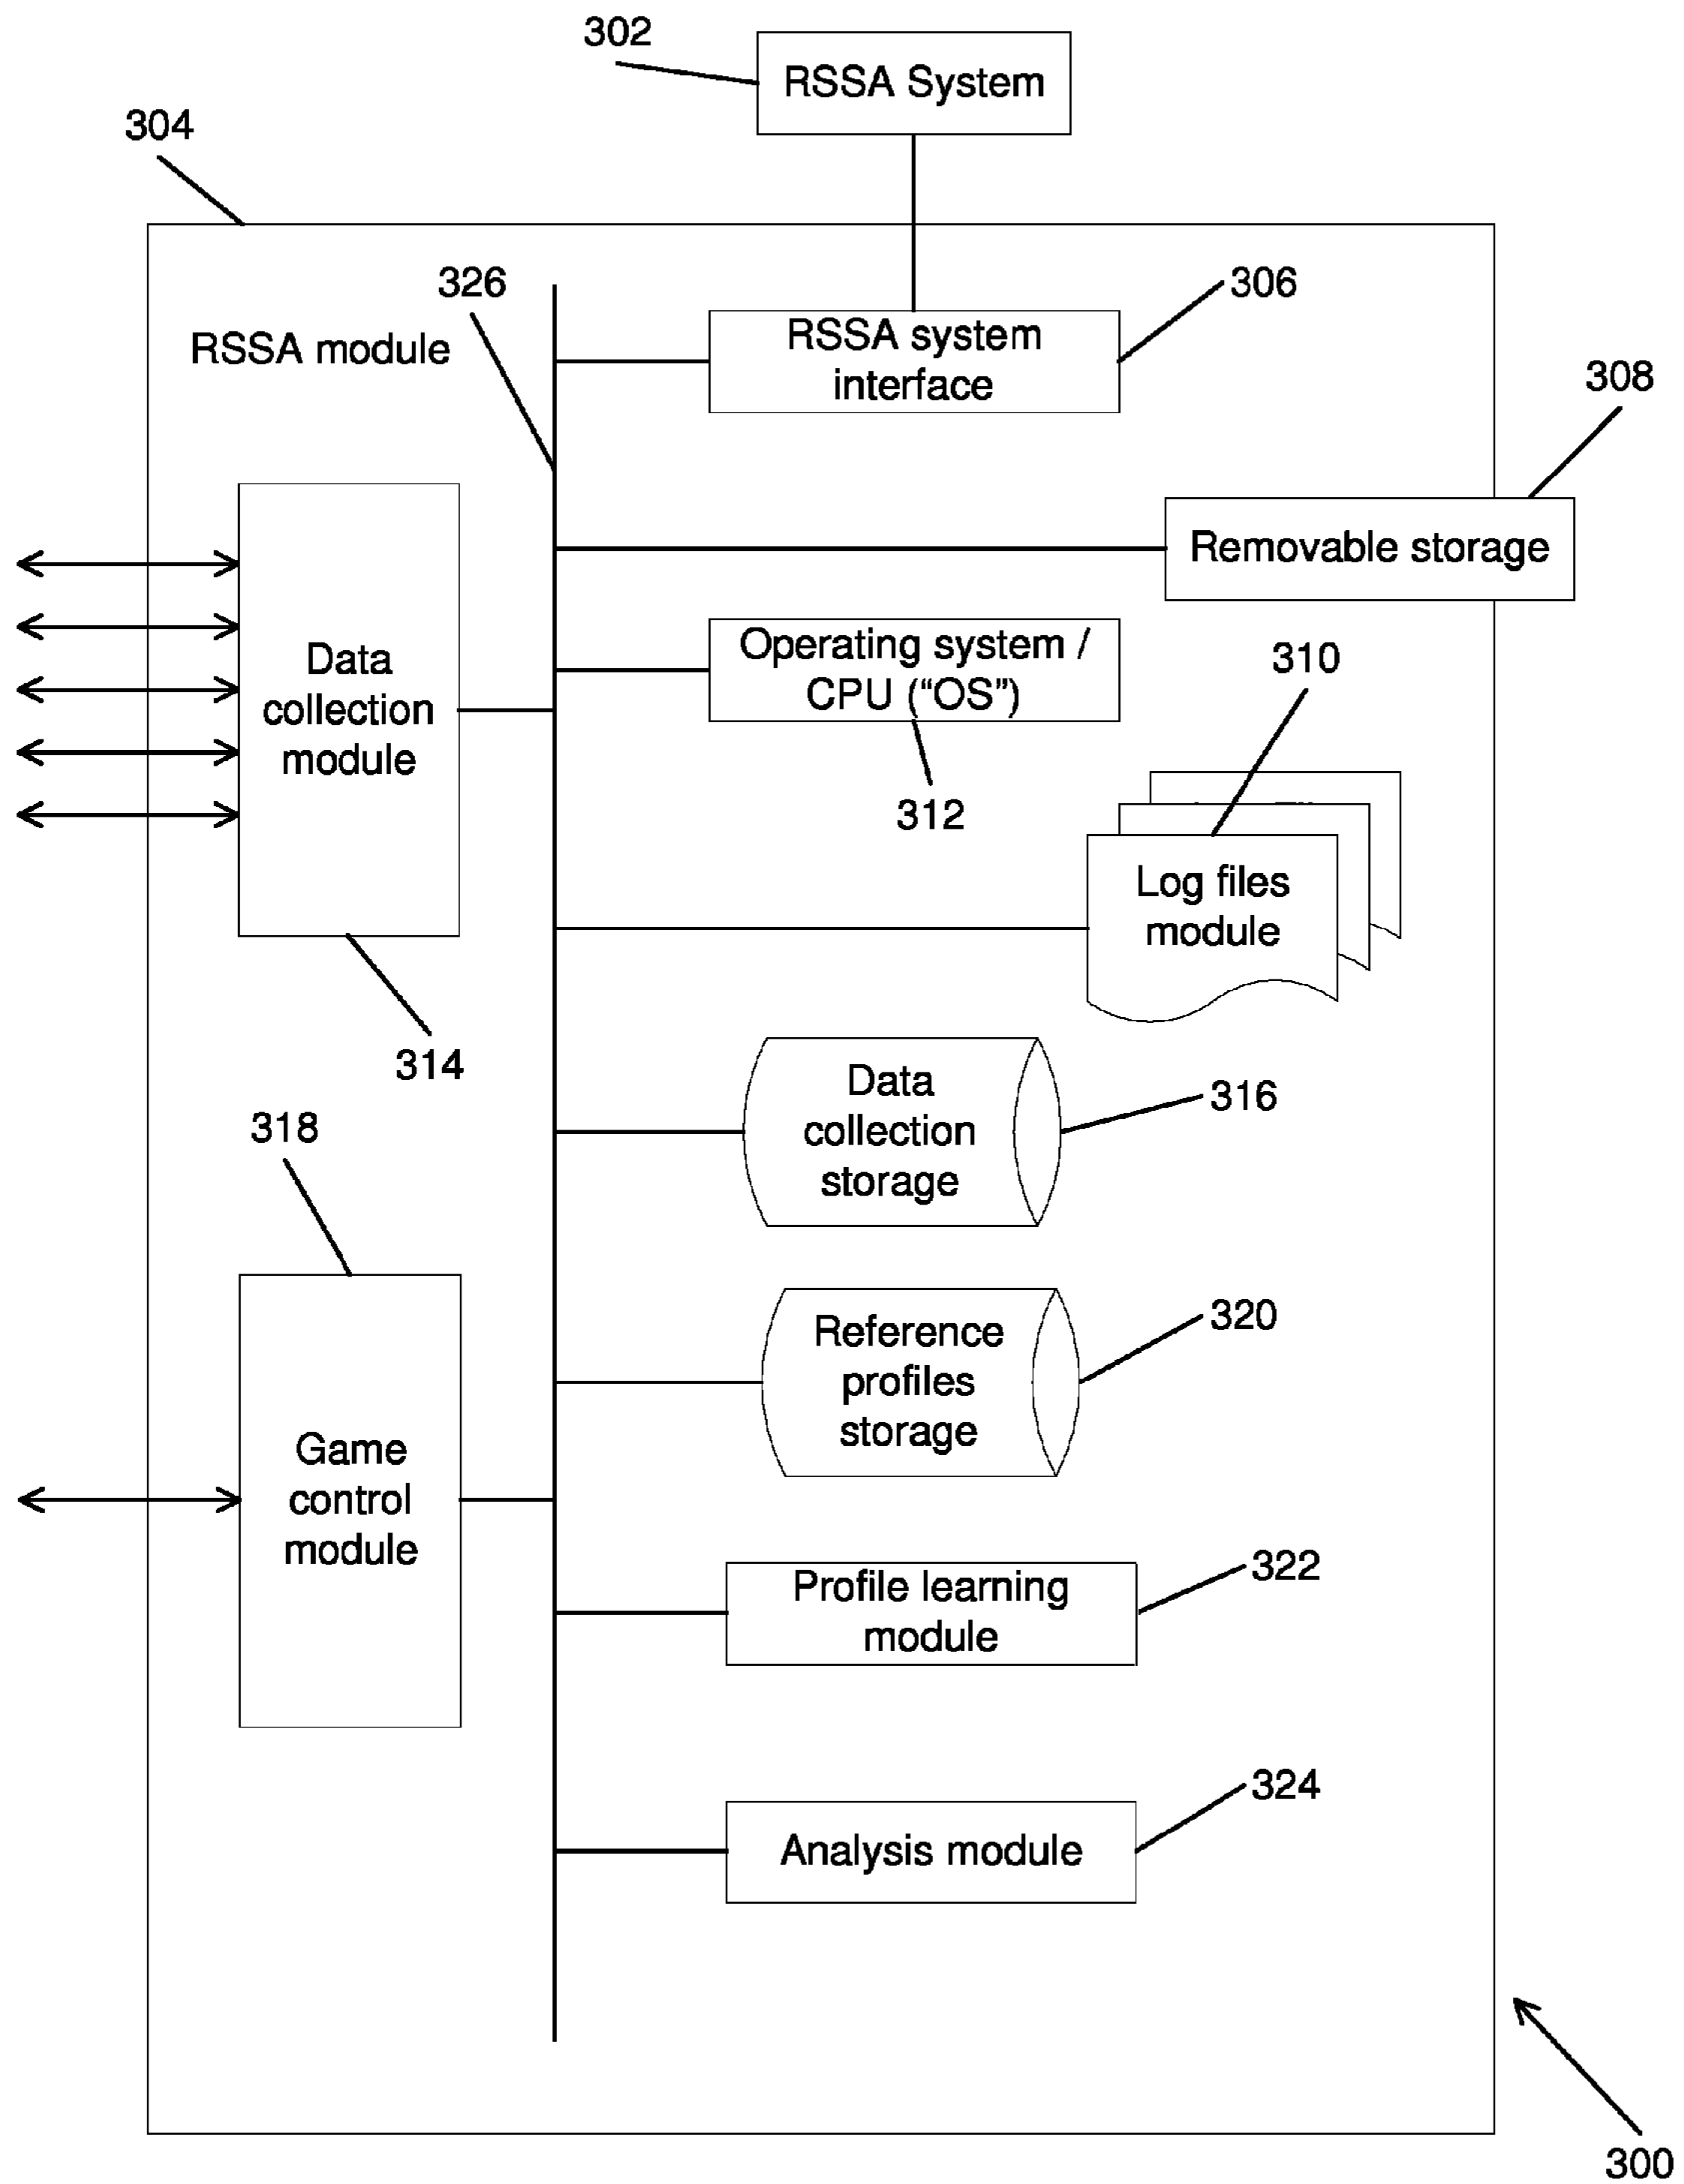 302
RSSA System
304
326
306
RSSA module
RSSA system
interface
308
Removable storage
Operating system /
CPU (“OS”)
310
Data
collection
module
312
Log files
module
314
Data
collection
storage
316
318
Reference
profiles
storage
320
Game
control
module
Profile learning
module
322
324
Analysis module
300